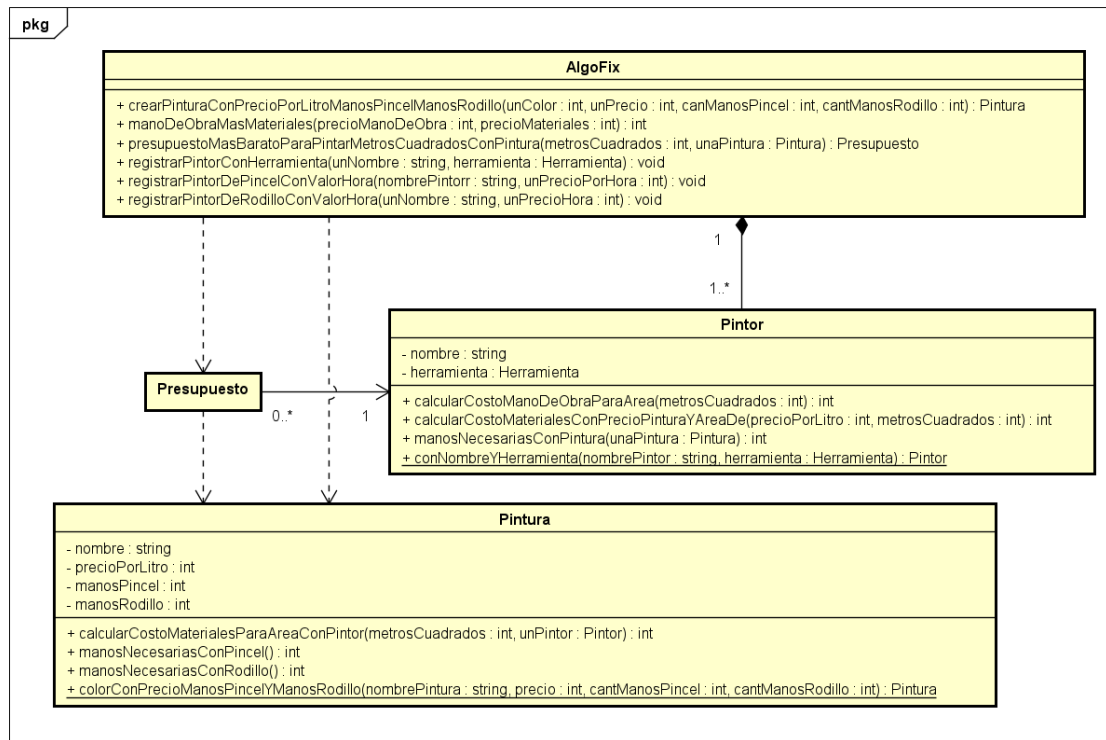 pkg
AlgoFix
+ crearPinturaConPrecioPorLitroManosPincelManosRodillo(unColor : int, unPrecio : int, canManosPincel : int, cantManosRodillo : int) : Pintura
+ manoDeObraMasMateriales(precioManoDeObra : int, precioMateriales : int) : int
+ presupuestoMasBaratoParaPintarMetrosCuadradosConPintura(metrosCuadrados : int, unaPintura : Pintura) : Presupuesto
+ registrarPintorConHerramienta(unNombre : string, herramienta : Herramienta) : void
+ registrarPintorDePincelConValorHora(nombrePintorr : string, unPrecioPorHora : int) : void
+ registrarPintorDeRodilloConValorHora(unNombre : string, unPrecioHora : int) : void
1
1..*
Pintor
- nombre : string
- herramienta : Herramienta
+ calcularCostoManoDeObraParaArea(metrosCuadrados : int) : int
+ calcularCostoMaterialesConPrecioPinturaYAreaDe(precioPorLitro : int, metrosCuadrados : int) : int
+ manosNecesariasConPintura(unaPintura : Pintura) : int
+ conNombreYHerramienta(nombrePintor : string, herramienta : Herramienta) : Pintor
Presupuesto
0..*
1
Pintura
- nombre : string
- precioPorLitro : int
- manosPincel : int
- manosRodillo : int
+ calcularCostoMaterialesParaAreaConPintor(metrosCuadrados : int, unPintor : Pintor) : int
+ manosNecesariasConPincel() : int
+ manosNecesariasConRodillo() : int
+ colorConPrecioManosPincelYManosRodillo(nombrePintura : string, precio : int, cantManosPincel : int, cantManosRodillo : int) : Pintura